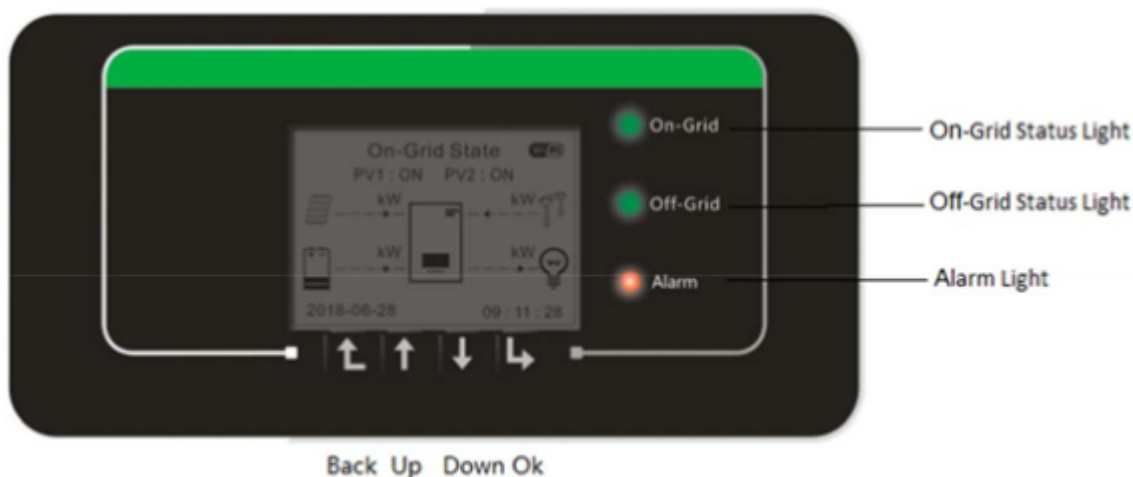 On-Grid State
PV1 : ON PV2 : ON
kW kW
kW kW
2018-06-28 09 : 11 : 28
On-Grid
Off-Grid
Alarm
On-Grid Status Light
Off-Grid Status Light
Alarm Light
Back Up Down Ok